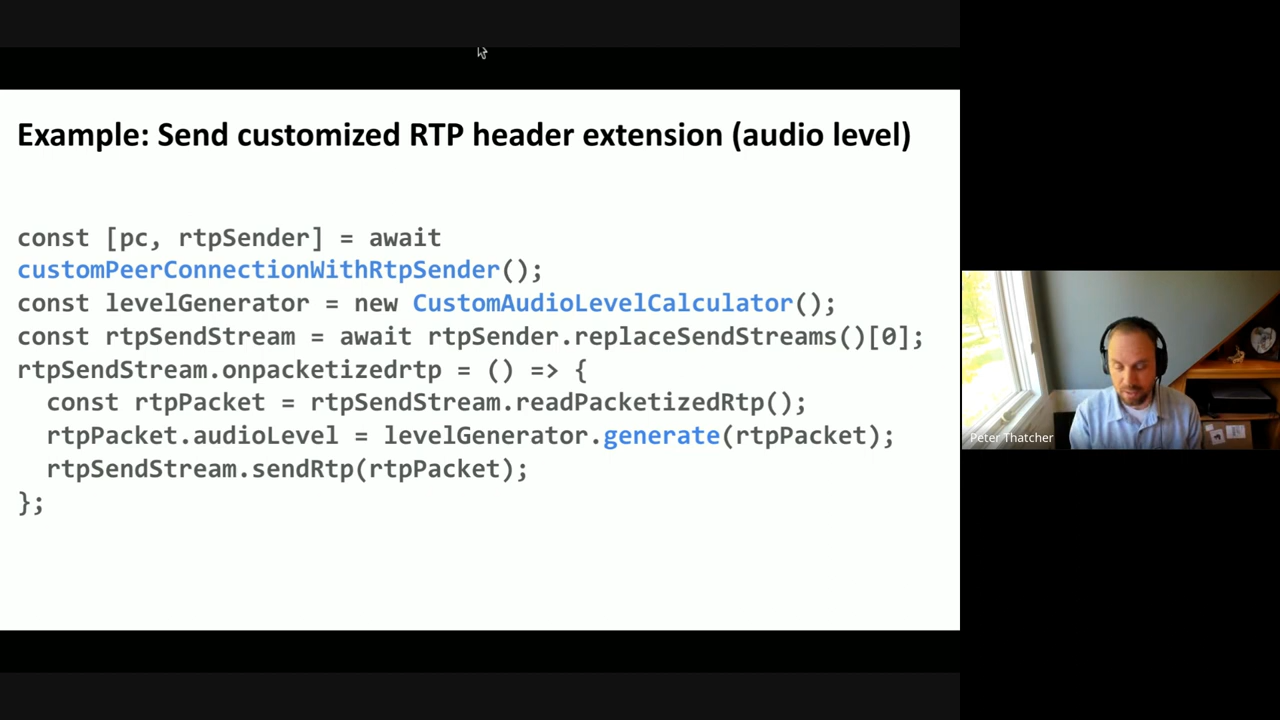 Example: Send customized RTP header extension (audio level)
const [pc, rtpSender] = await
customPeerConnectionWithRtpSender();
const levelGenerator = new CustomAudioLevelCalculator();
const rtpSendStream = await rtpSender.replaceSendStreams()[0];
rtpSendStream.onpacketizedrtp = () => {
  const rtpPacket = rtpSendStream.readPacketizedRtp();
  rtpPacket.audioLevel = levelGenerator.generate(rtpPacket);
  rtpSendStream.sendRtp(rtpPacket);
};
Peter Thatcher